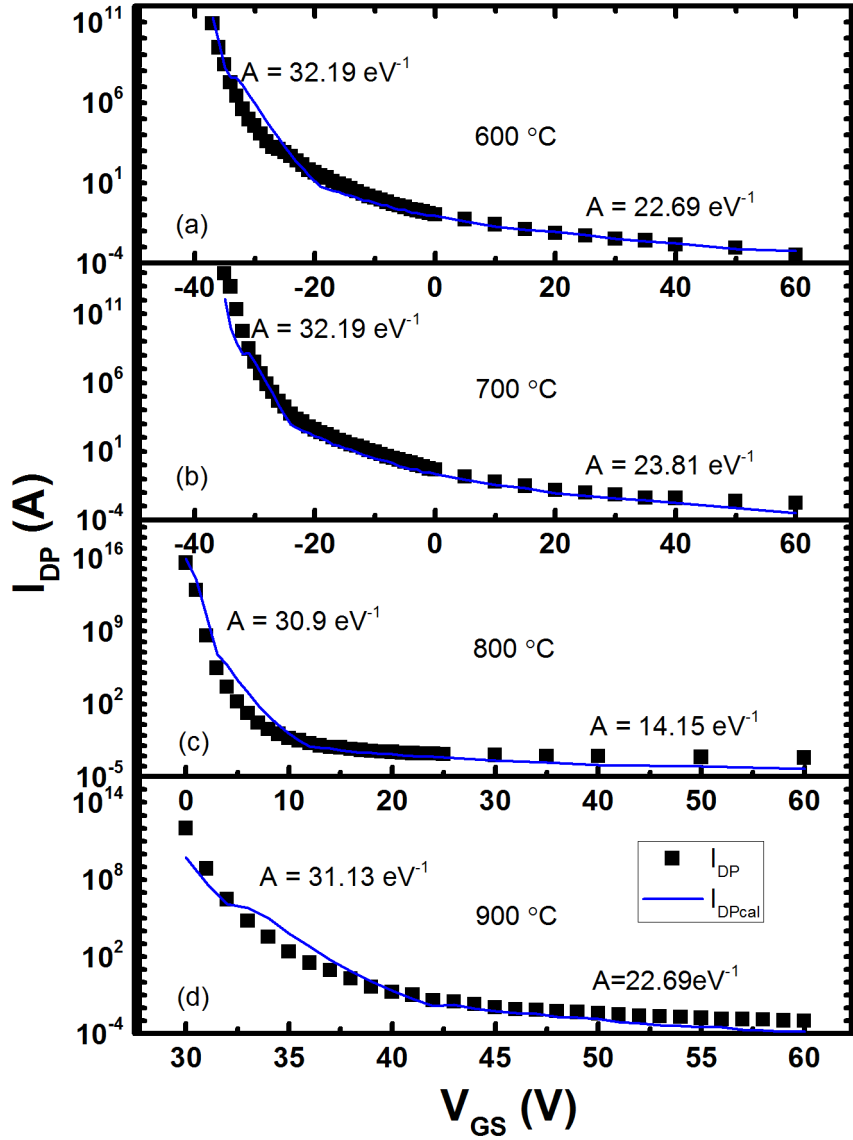 10^11
A = 32.19 eV^-1
10^6
600 °C
10^1
A = 22.69 eV^-1
(a)
10^-4
-40 -20 0 20 40 60
10^11
A = 32.19 eV^-1
10^6
700 °C
10^1
A = 23.81 eV^-1
(b)
10^-4
-40 -20 0 20 40 60
10^16
10^9
A = 30.9 eV^-1
800 °C
10^2
A = 14.15 eV^-1
(c)
10^-5
0 10 20 30 40 50 60
10^14
I_DP
A = 31.13 eV^-1
10^8
I_DPcal
900 °C
10^2
A=22.69eV^-1
(d)
10^-4
30 35 40 45 50 55 60
V_GS (V)
I_DP (A)